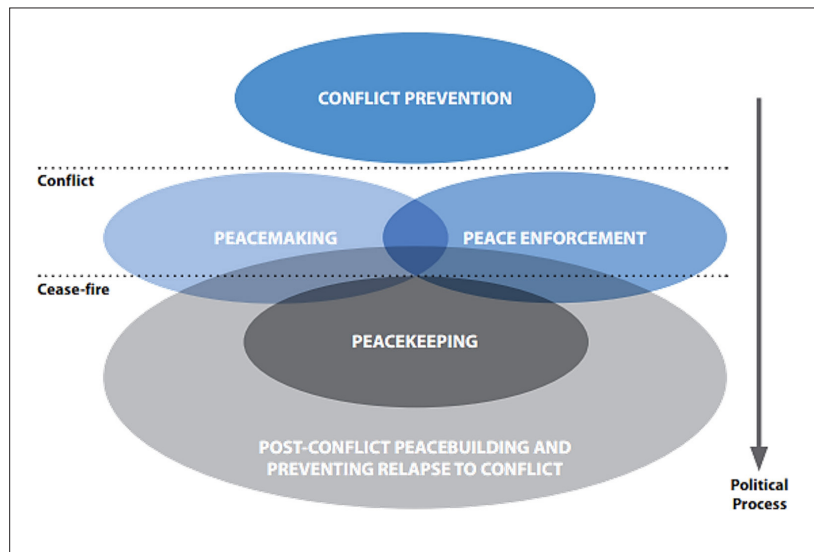 CONFLICT PREVENTION
Conflict
PEACEMAKING
PEACE ENFORCEMENT
Cease-fire
PEACEKEEPING
POST-CONFLICT PEACEBUILDING AND
PREVENTING RELAPSE TO CONFLICT
Political
Process